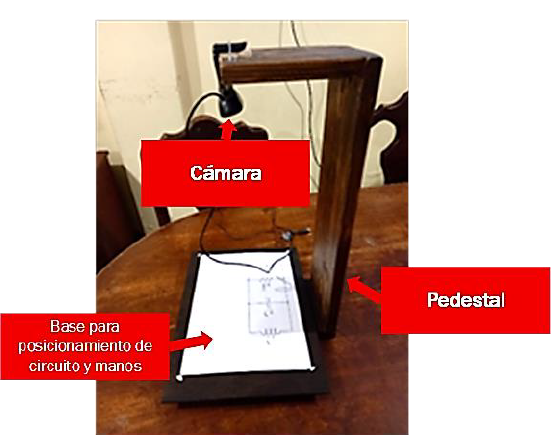 Cámara
Pedestal
Base para
posicionamiento de
circuito y manos